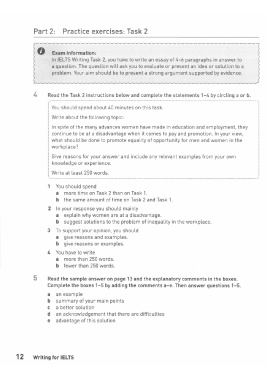 Part 2: Practice exercises: Task 2
Exam information:
In IELTS Writing Task 2, you have to write an essay of 4–6 paragraphs in answer to
a question. The question will ask you to evaluate or present an idea or solution to a
problem. Your aim should be to present a strong argument supported by evidence.
4 Read the Task 2 instructions below and complete the statements 1–4 by circling a or b.
You should spend about 40 minutes on this task.
Write about the following topic:
In spite of the many advances women have made in education and employment, they
continue to be at a disadvantage when it comes to pay and promotion. In your view,
what should be done to promote equality of opportunity for men and women in the
workplace?
Give reasons for your answer and include any relevant examples from your own
knowledge or experience.
Write at least 250 words.
1 You should spend
a more time on Task 2 than on Task 1.
b the same amount of time on Task 2 and Task 1.
2 In your response you should mainly
a explain why women are at a disadvantage.
b suggest solutions to the problem of inequality in the workplace.
3 To support your opinion, you should
a give reasons and examples.
b give reasons or examples.
4 You have to write
a more than 250 words.
b fewer than 250 words.
5 Read the sample answer on page 13 and the explanatory comments in the boxes.
Complete the boxes 1–5 by adding the comments a–e. Then answer questions 1–5.
a an example
b summary of your main points
c a better solution
d an acknowledgement that there are difficulties
e advantage of this solution
12 Writing for IELTS